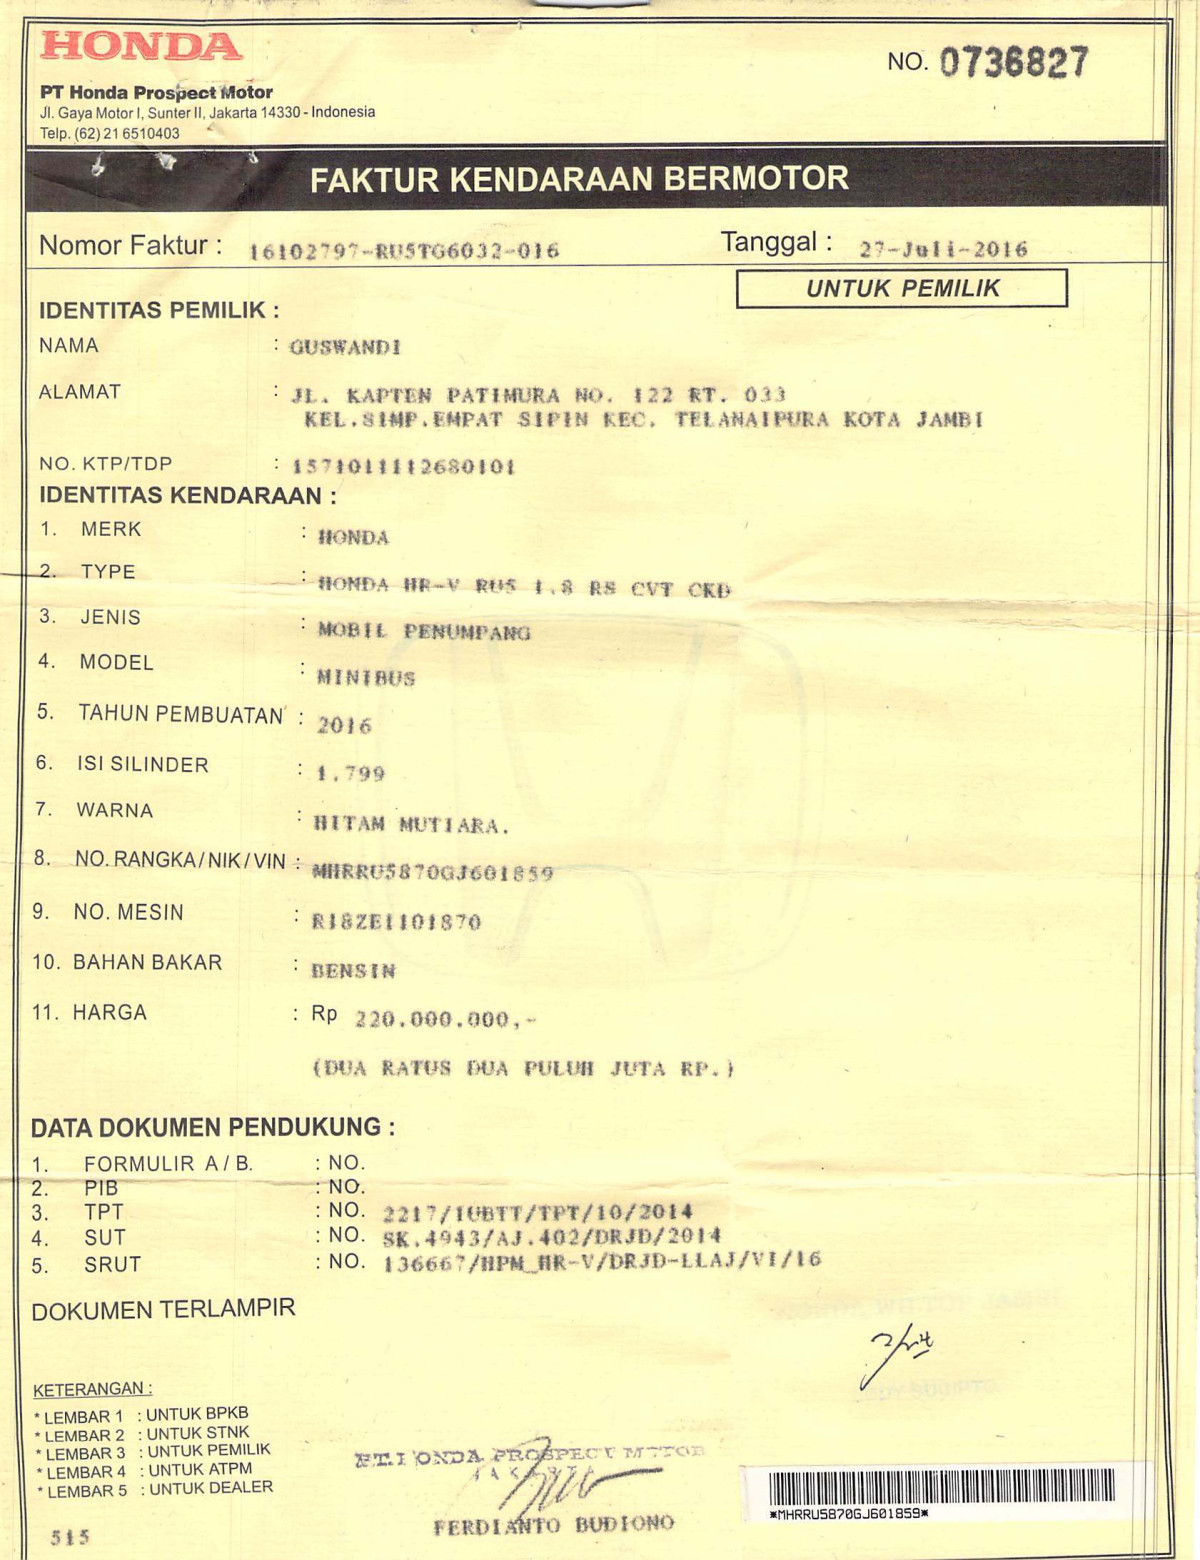 HONDA
NO. 0736827
PT Honda Prospect Motor
Jl. Gaya Motor I, Sunter II, Jakarta 14330 - Indonesia
Telp. (62) 21 6510403
FAKTUR KENDARAAN BERMOTOR
Nomor Faktur : 16102797-RU5TG6032-016
Tanggal : 27-Juli-2016
UNTUK PEMILIK
IDENTITAS PEMILIK :
NAMA : GUSWANDI
ALAMAT : JL. KAPTEN PATIMURA NO. 122 RT. 033
KEL.SIMP.EMPAT SIPIN KEC. TELANAIPURA KOTA JAMBI
NO. KTP/TDP : 1571011112680101
IDENTITAS KENDARAAN :
1. MERK : HONDA
2. TYPE : HONDA HR-V RU5 1.8 RS CVT CKD
3. JENIS : MOBIL PENUMPANG
4. MODEL : MINIBUS
5. TAHUN PEMBUATAN : 2016
6. ISI SILINDER : 1.799
7. WARNA : HITAM MUTIARA.
8. NO. RANGKA/NIK/VIN : MHRRU5870GJ601859
9. NO. MESIN : R18ZE1101870
10. BAHAN BAKAR : BENSIN
11. HARGA : Rp 220.000.000,-
(DUA RATUS DUA PULUH JUTA RP.)
DATA DOKUMEN PENDUKUNG :
1. FORMULIR A / B. : NO.
2. PIB : NO.
3. TPT : NO. 2217/IUBTT/TPT/10/2014
4. SUT : NO. SK.4943/AJ.402/DRJD/2014
5. SRUT : NO. 136667/HPM_HR-V/DRJD-LLAJ/VI/16
DOKUMEN TERLAMPIR
KETERANGAN :
* LEMBAR 1 : UNTUK BPKB
* LEMBAR 2 : UNTUK STNK
* LEMBAR 3 : UNTUK PEMILIK
* LEMBAR 4 : UNTUK ATPM
* LEMBAR 5 : UNTUK DEALER
PT. HONDA PROSPECT MOTOR
JAKARTA
FERDIANTO BUDIONO
*MHRRU5870GJ601859*
515